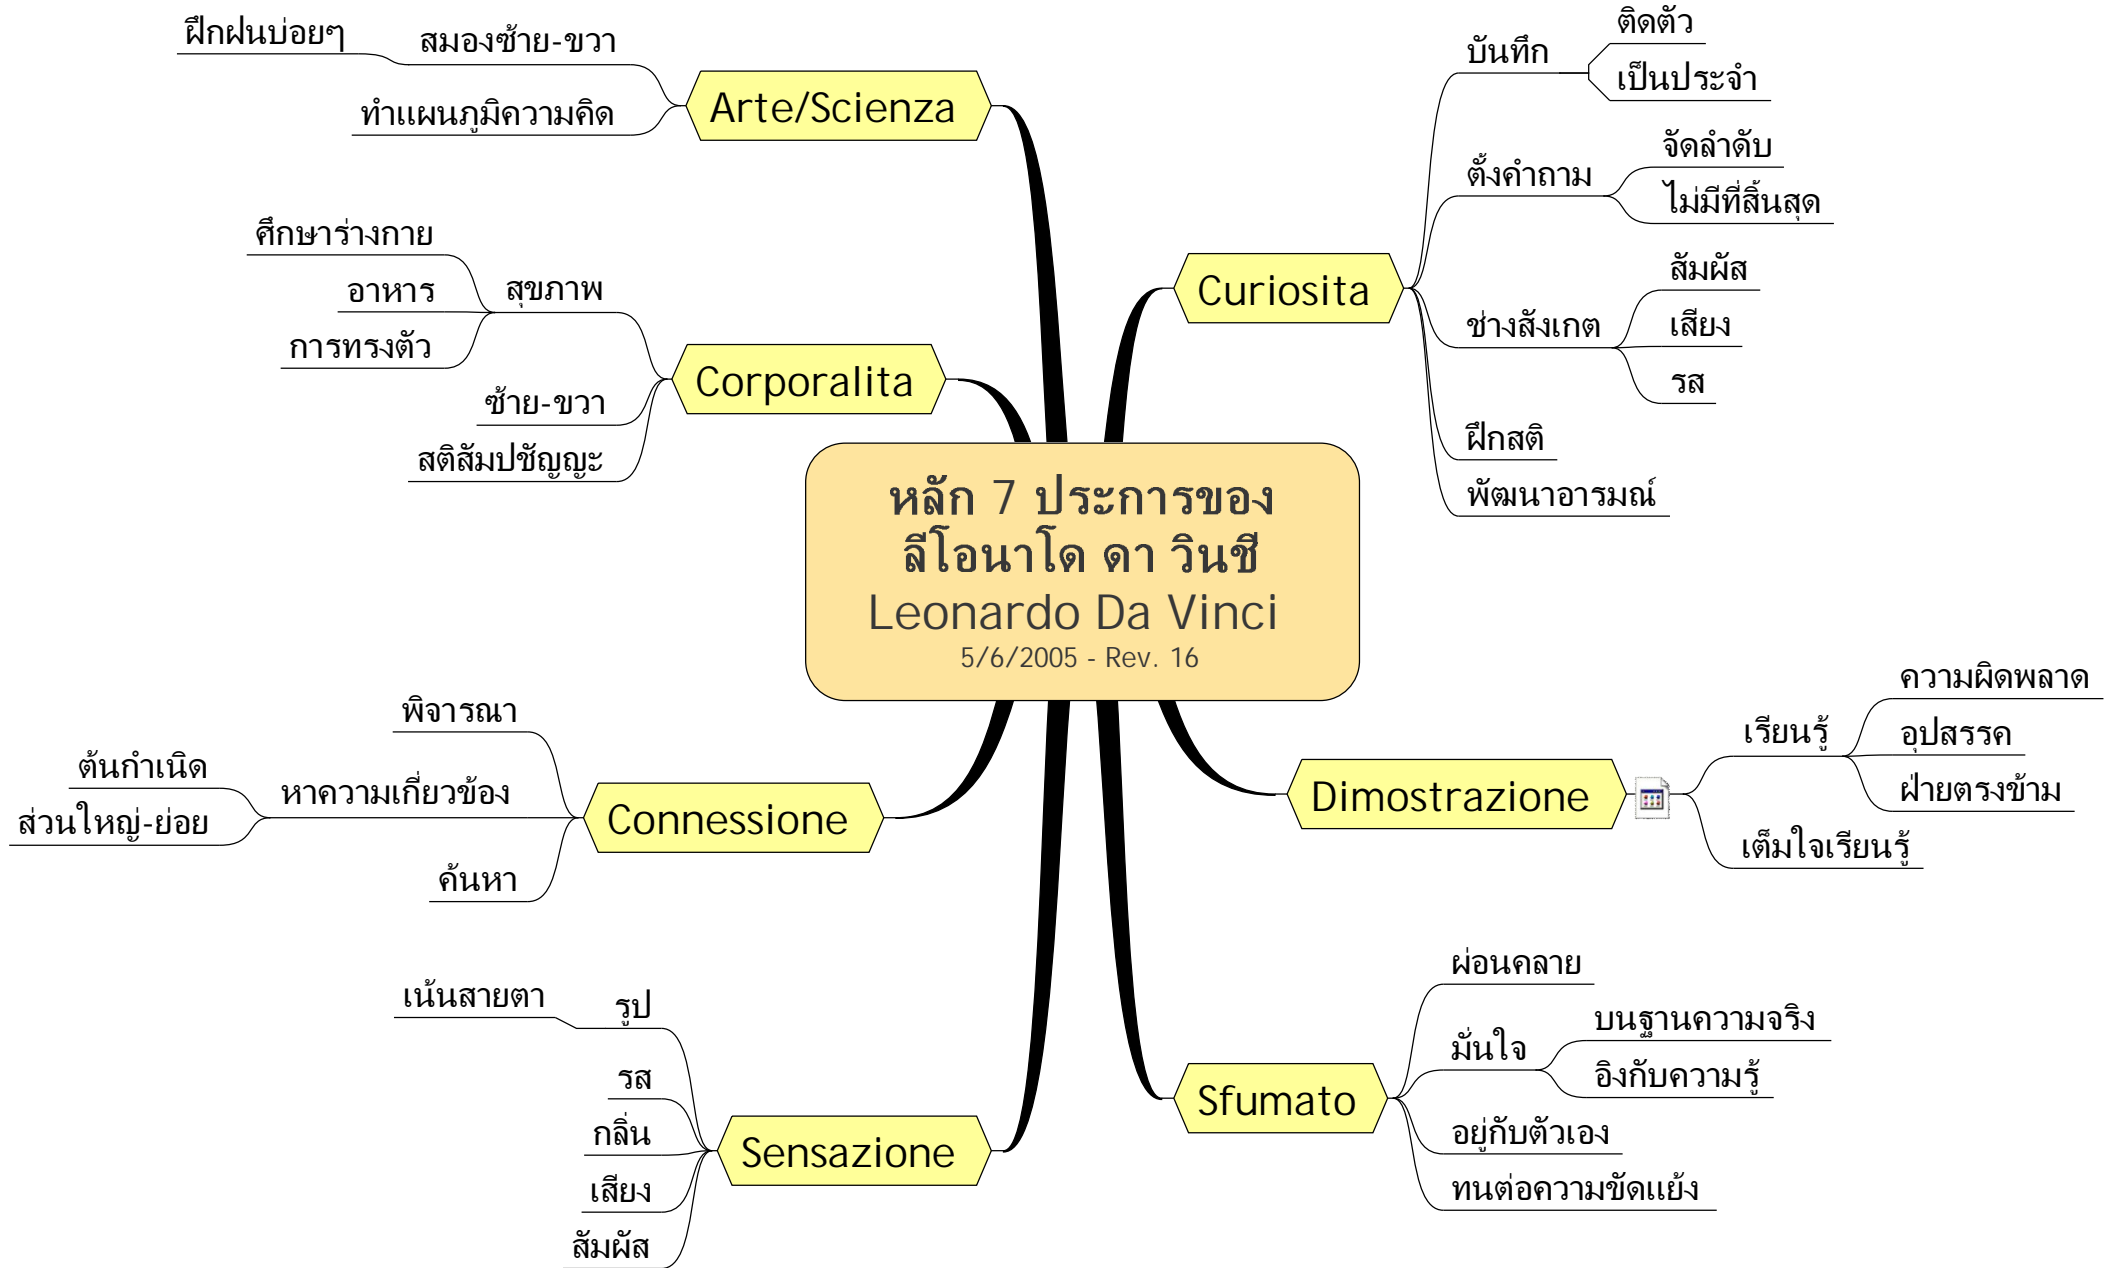 หลัก 7 ประการของ
ลีโอนาโด ดา วินชี
Leonardo Da Vinci
5/6/2005 - Rev. 16
Curiosita
บันทึก
ติดตัว
เป็นประจำ
ตั้งคำถาม
จัดลำดับ
ไม่มีที่สิ้นสุด
ช่างสังเกต
สัมผัส
เสียง
รส
ฝึกสติ
พัฒนาอารมณ์
Dimostrazione
เรียนรู้
ความผิดพลาด
อุปสรรค
ฝ่ายตรงข้าม
เต็มใจเรียนรู้
Sfumato
ผ่อนคลาย
มั่นใจ
บนฐานความจริง
อิงกับความรู้
อยู่กับตัวเอง
ทนต่อความขัดแย้ง
Sensazione
รูป
เน้นสายตา
รส
กลิ่น
เสียง
สัมผัส
Connessione
พิจารณา
หาความเกี่ยวข้อง
ต้นกำเนิด
ส่วนใหญ่-ย่อย
ค้นหา
Corporalita
สุขภาพ
ศึกษาร่างกาย
อาหาร
การทรงตัว
ซ้าย-ขวา
สติสัมปชัญญะ
Arte/Scienza
สมองซ้าย-ขวา
ฝึกฝนบ่อยๆ
ทำแผนภูมิความคิด